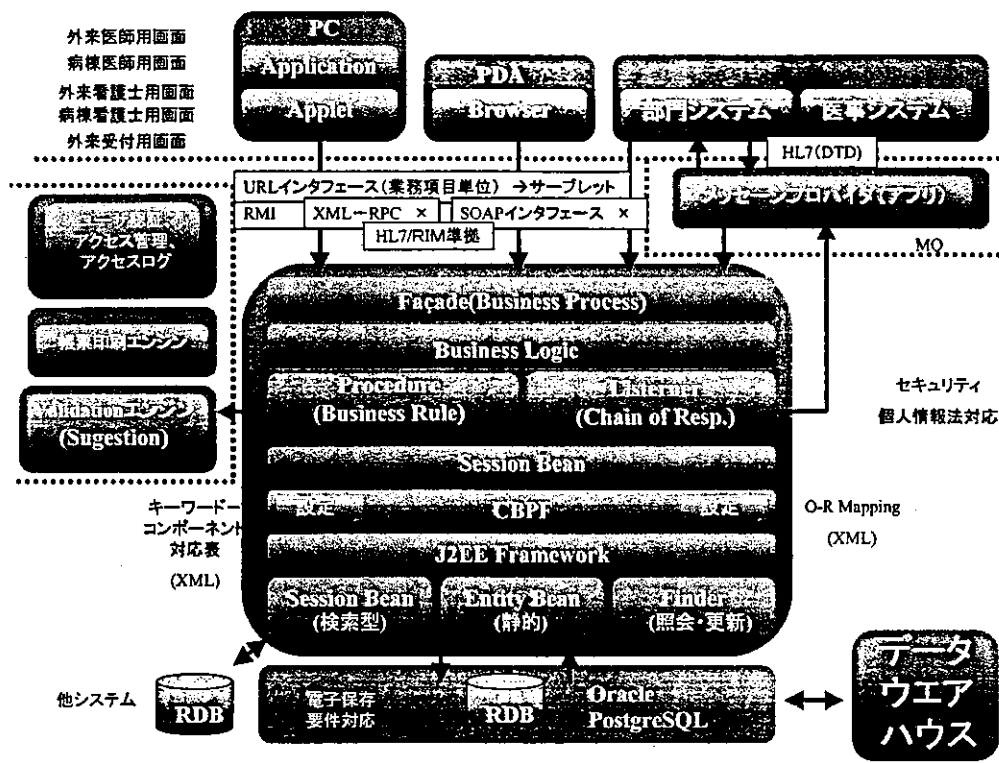 外来医師用画面
病棟医師用画面
外来看護士用画面
病棟看護士用画面
外来受付用画面
PC
Application
Applet
PDA
Browser
部門システム
医事システム
HL7(DTD)
URLインタフェース(業務項目単位) →サーブレット
RMI
XML-RPC ×
SOAPインタフェース ×
HL7/RIM準拠
メッセージプロバイダ(アプリ)
MQ
アクセス管理、
アクセスログ
帳票印刷エンジン
Validationエンジン
(Sugestion)
Façade(Business Process)
Business Logic
Procedure
(Business Rule)
Listerner
(Chain of Resp.)
セキュリティ
個人情報法対応
Session Bean
設定
CBPF
設定
J2EE Framework
キーワードー
コンポーネント
対応表
(XML)
O-R Mapping
(XML)
Session Bean
(検索型)
Entity Bean
(静的)
Finder
(照会・更新)
他システム
RDB
電子保存
要件対応
RDB
Oracle
PostgreSQL
データ
ウエア
ハウス